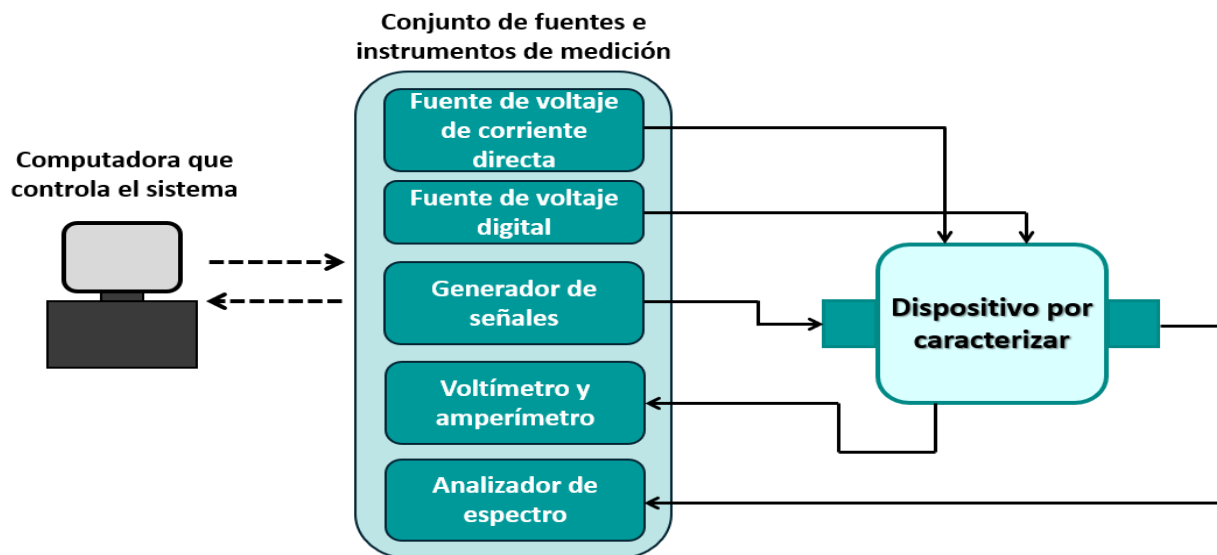 Conjunto de fuentes e
instrumentos de medición
Fuente de voltaje
de corriente
directa
Computadora que
controla el sistema
Fuente de voltaje
digital
Generador de
señales
Dispositivo por
caracterizar
Voltímetro y
amperímetro
Analizador de
espectro